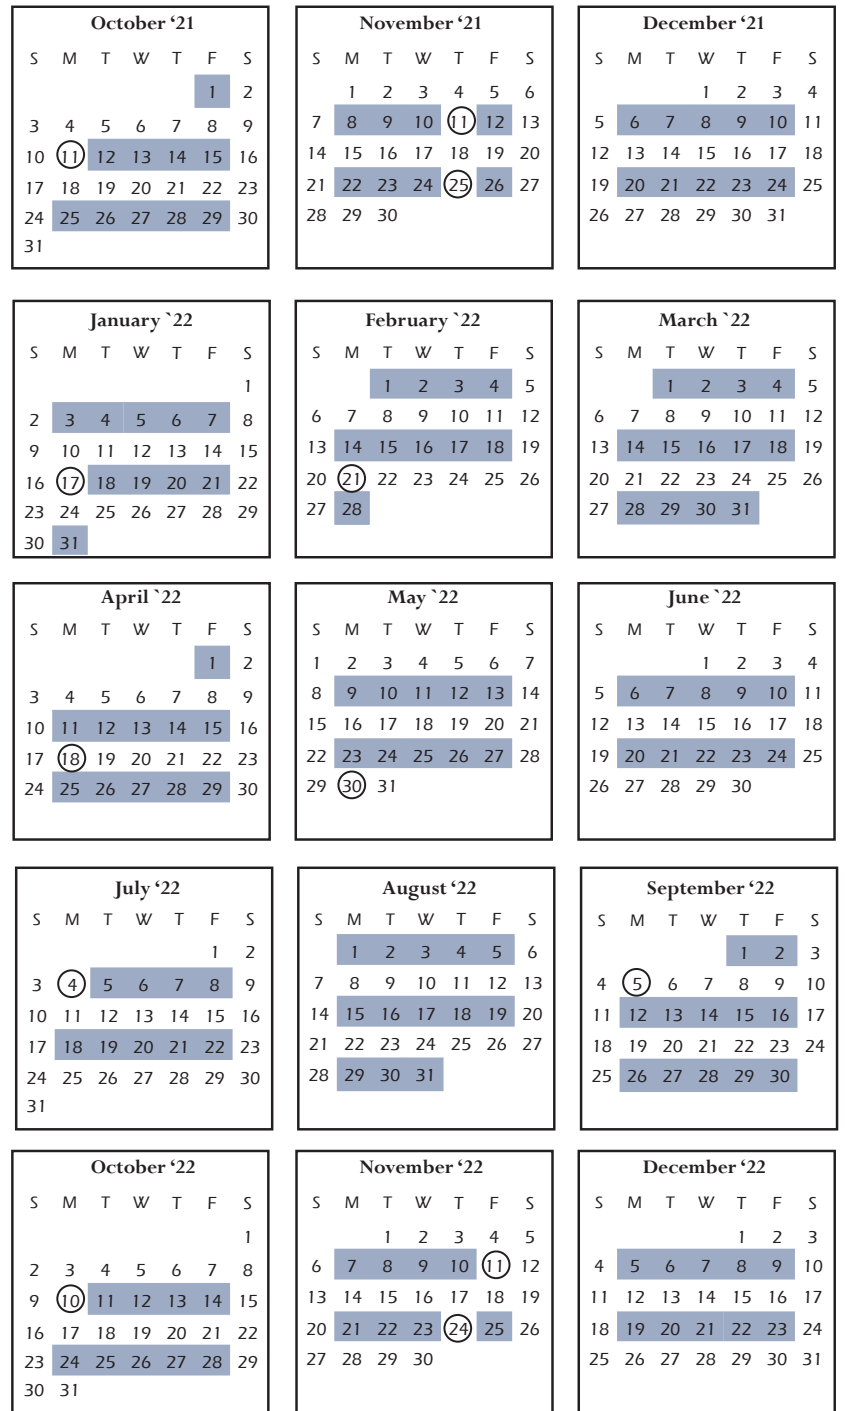 October ‘21
S M T W T F S
1 2
3 4 5 6 7 8 9
10 11 12 13 14 15 16
17 18 19 20 21 22 23
24 25 26 27 28 29 30
31
November ‘21
S M T W T F S
1 2 3 4 5 6
7 8 9 10 11 12 13
14 15 16 17 18 19 20
21 22 23 24 25 26 27
28 29 30
December ‘21
S M T W T F S
1 2 3 4
5 6 7 8 9 10 11
12 13 14 15 16 17 18
19 20 21 22 23 24 25
26 27 28 29 30 31
January `22
S M T W T F S
1
2 3 4 5 6 7 8
9 10 11 12 13 14 15
16 17 18 19 20 21 22
23 24 25 26 27 28 29
30 31
February `22
S M T W T F S
1 2 3 4 5
6 7 8 9 10 11 12
13 14 15 16 17 18 19
20 21 22 23 24 25 26
27 28
March `22
S M T W T F S
1 2 3 4 5
6 7 8 9 10 11 12
13 14 15 16 17 18 19
20 21 22 23 24 25 26
27 28 29 30 31
April `22
S M T W T F S
1 2
3 4 5 6 7 8 9
10 11 12 13 14 15 16
17 18 19 20 21 22 23
24 25 26 27 28 29 30
May `22
S M T W T F S
1 2 3 4 5 6 7
8 9 10 11 12 13 14
15 16 17 18 19 20 21
22 23 24 25 26 27 28
29 30 31
June `22
S M T W T F S
1 2 3 4
5 6 7 8 9 10 11
12 13 14 15 16 17 18
19 20 21 22 23 24 25
26 27 28 29 30
July ‘22
S M T W T F S
1 2
3 4 5 6 7 8 9
10 11 12 13 14 15 16
17 18 19 20 21 22 23
24 25 26 27 28 29 30
31
August ‘22
S M T W T F S
1 2 3 4 5 6
7 8 9 10 11 12 13
14 15 16 17 18 19 20
21 22 23 24 25 26 27
28 29 30 31
September ‘22
S M T W T F S
1 2 3
4 5 6 7 8 9 10
11 12 13 14 15 16 17
18 19 20 21 22 23 24
25 26 27 28 29 30
October ‘22
S M T W T F S
1
2 3 4 5 6 7 8
9 10 11 12 13 14 15
16 17 18 19 20 21 22
23 24 25 26 27 28 29
30 31
November ‘22
S M T W T F S
1 2 3 4 5
6 7 8 9 10 11 12
13 14 15 16 17 18 19
20 21 22 23 24 25 26
27 28 29 30
December ‘22
S M T W T F S
1 2 3
4 5 6 7 8 9 10
11 12 13 14 15 16 17
18 19 20 21 22 23 24
25 26 27 28 29 30 31